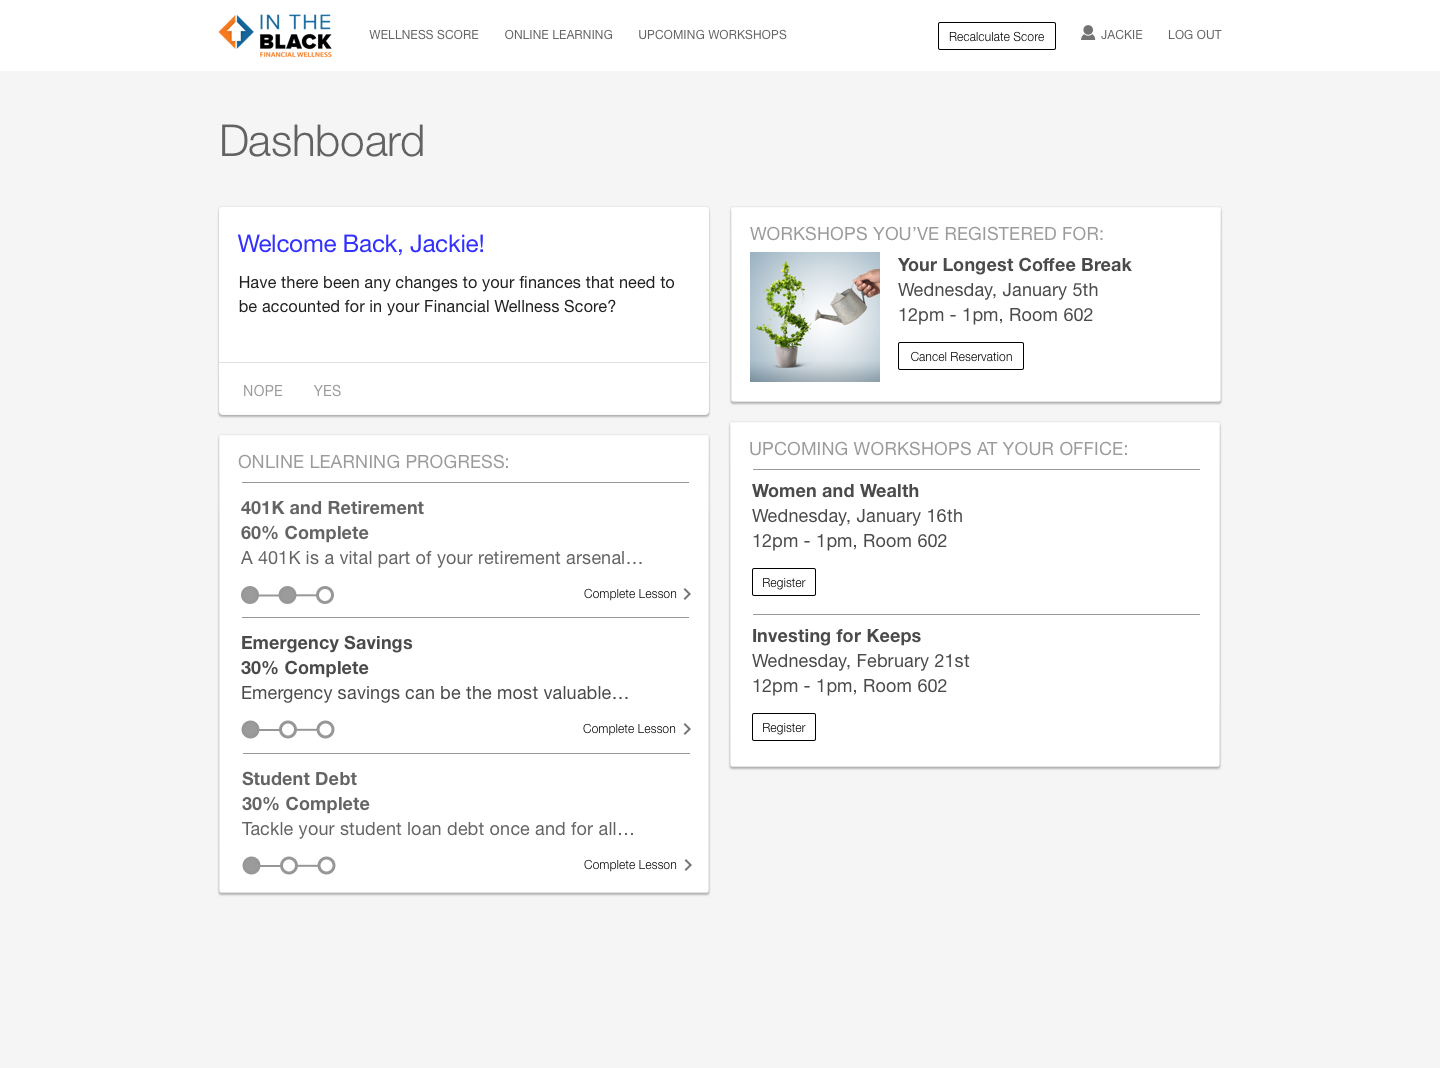 IN THE
BLACK
FINANCIAL WELLNESS
WELLNESS SCORE
ONLINE LEARNING
UPCOMING WORKSHOPS
Recalculate Score
JACKIE
LOG OUT
Dashboard
Welcome Back, Jackie!
Have there been any changes to your finances that need to
be accounted for in your Financial Wellness Score?
NOPE
YES
ONLINE LEARNING PROGRESS:
401K and Retirement
60% Complete
A 401K is a vital part of your retirement arsenal…
Complete Lesson
Emergency Savings
30% Complete
Emergency savings can be the most valuable…
Complete Lesson
Student Debt
30% Complete
Tackle your student loan debt once and for all…
Complete Lesson
WORKSHOPS YOU’VE REGISTERED FOR:
Your Longest Coffee Break
Wednesday, January 5th
12pm - 1pm, Room 602
Cancel Reservation
UPCOMING WORKSHOPS AT YOUR OFFICE:
Women and Wealth
Wednesday, January 16th
12pm - 1pm, Room 602
Register
Investing for Keeps
Wednesday, February 21st
12pm - 1pm, Room 602
Register